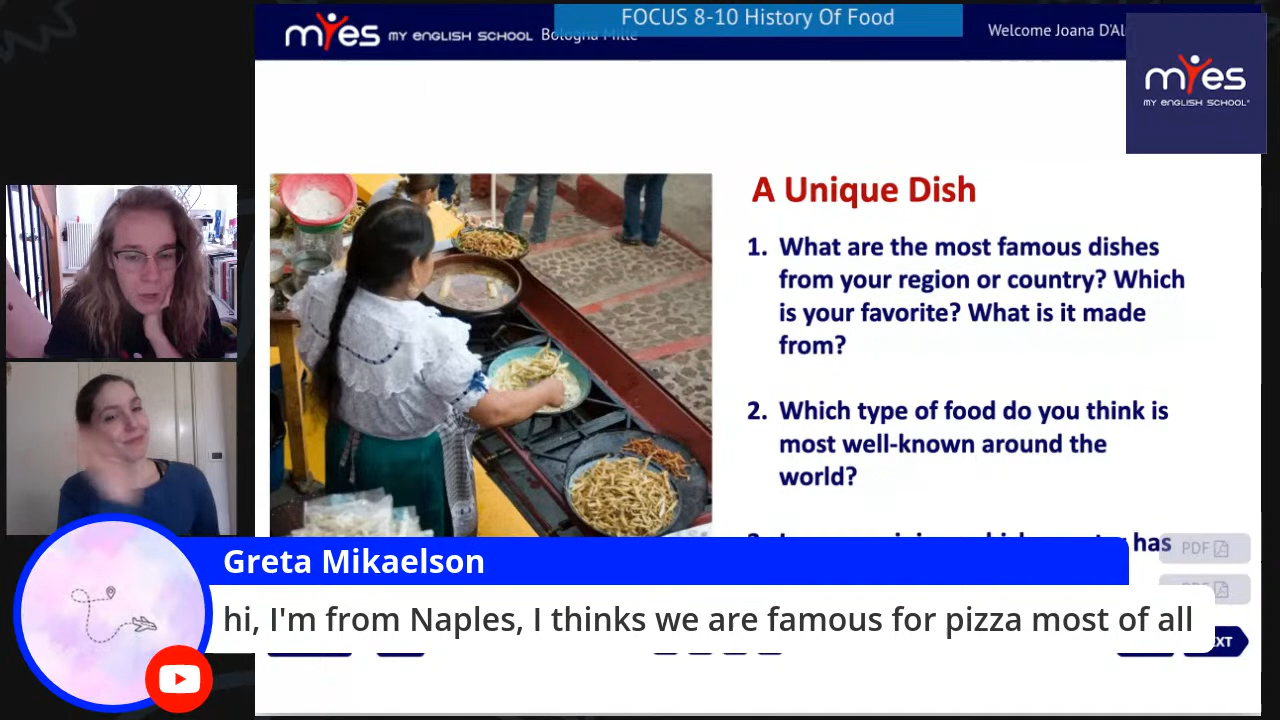 FOCUS 8-10 History Of Food
myes MY ENGLISH SCHOOL Bologna Mille
Welcome Joana
myes
MY ENGLISH SCHOOL
A Unique Dish
1. What are the most famous dishes
from your region or country? Which
is your favorite? What is it made
from?
2. Which type of food do you think is
most well-known around the
world?
has
PDF
Greta Mikaelson
hi, I'm from Naples, I thinks we are famous for pizza most of all